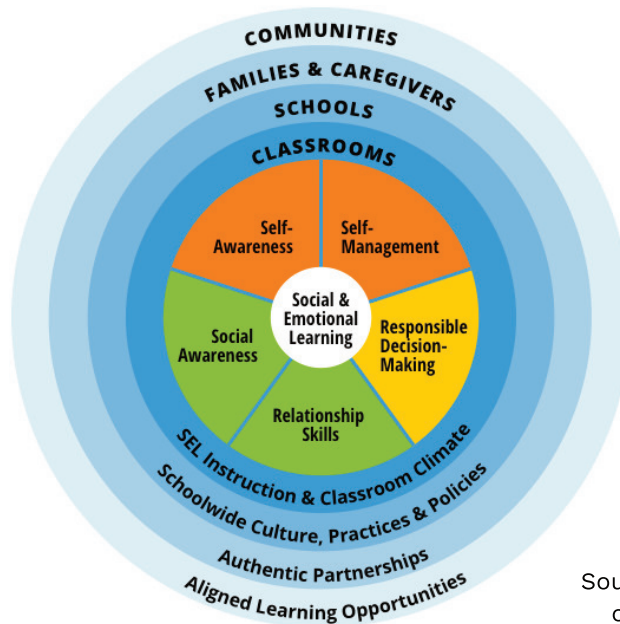 COMMUNITIES
FAMILIES & CAREGIVERS
SCHOOLS
CLASSROOMS
Self-
Awareness
Self-
Management
Social &
Emotional
Learning
Social
Awareness
Responsible
Decision-
Making
Relationship
Skills
SEL Instruction & Classroom Climate
Schoolwide Culture, Practices & Policies
Authentic Partnerships
Aligned Learning Opportunities
Sou